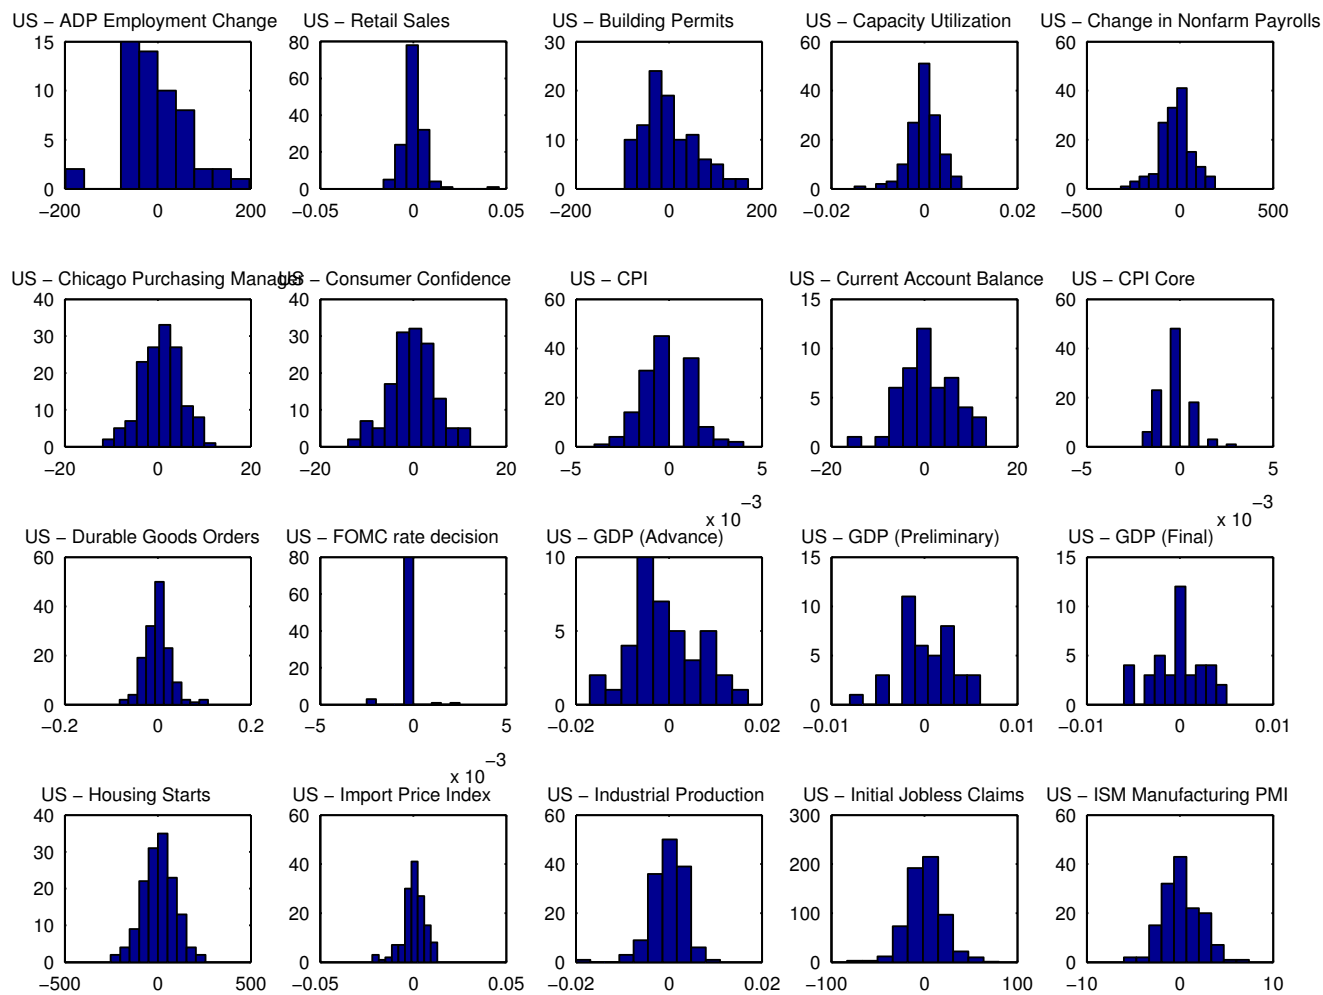 US − ADP Employment Change
US − Retail Sales
US − Building Permits
US − Capacity Utilization
US − Change in Nonfarm Payrolls
15
10
5
0
−200 0 200
80
60
40
20
0
−0.05 0 0.05
30
20
10
0
−200 0 200
60
40
20
0
−0.02 0 0.02
60
40
20
0
−500 0 500
US − Chicago Purchasing Manager
US − Consumer Confidence
US − CPI
US − Current Account Balance
US − CPI Core
40
30
20
10
0
−20 0 20
40
30
20
10
0
−20 0 20
60
40
20
0
−5 0 5
x 10−3
15
10
5
0
−20 0 20
60
40
20
0
−5 0 5
x 10−3
US − Durable Goods Orders
US − FOMC rate decision
US − GDP (Advance)
US − GDP (Preliminary)
US − GDP (Final)
60
40
20
0
−0.2 0 0.2
80
60
40
20
0
−5 0 5
x 10−3
10
5
0
−0.02 0 0.02
15
10
5
0
−0.01 0 0.01
15
10
5
0
−0.01 0 0.01
US − Housing Starts
US − Import Price Index
US − Industrial Production
US − Initial Jobless Claims
US − ISM Manufacturing PMI
40
30
20
10
0
−500 0 500
60
40
20
0
−0.05 0 0.05
60
40
20
0
−0.02 0 0.02
300
200
100
0
−100 0 100
60
40
20
0
−10 0 10